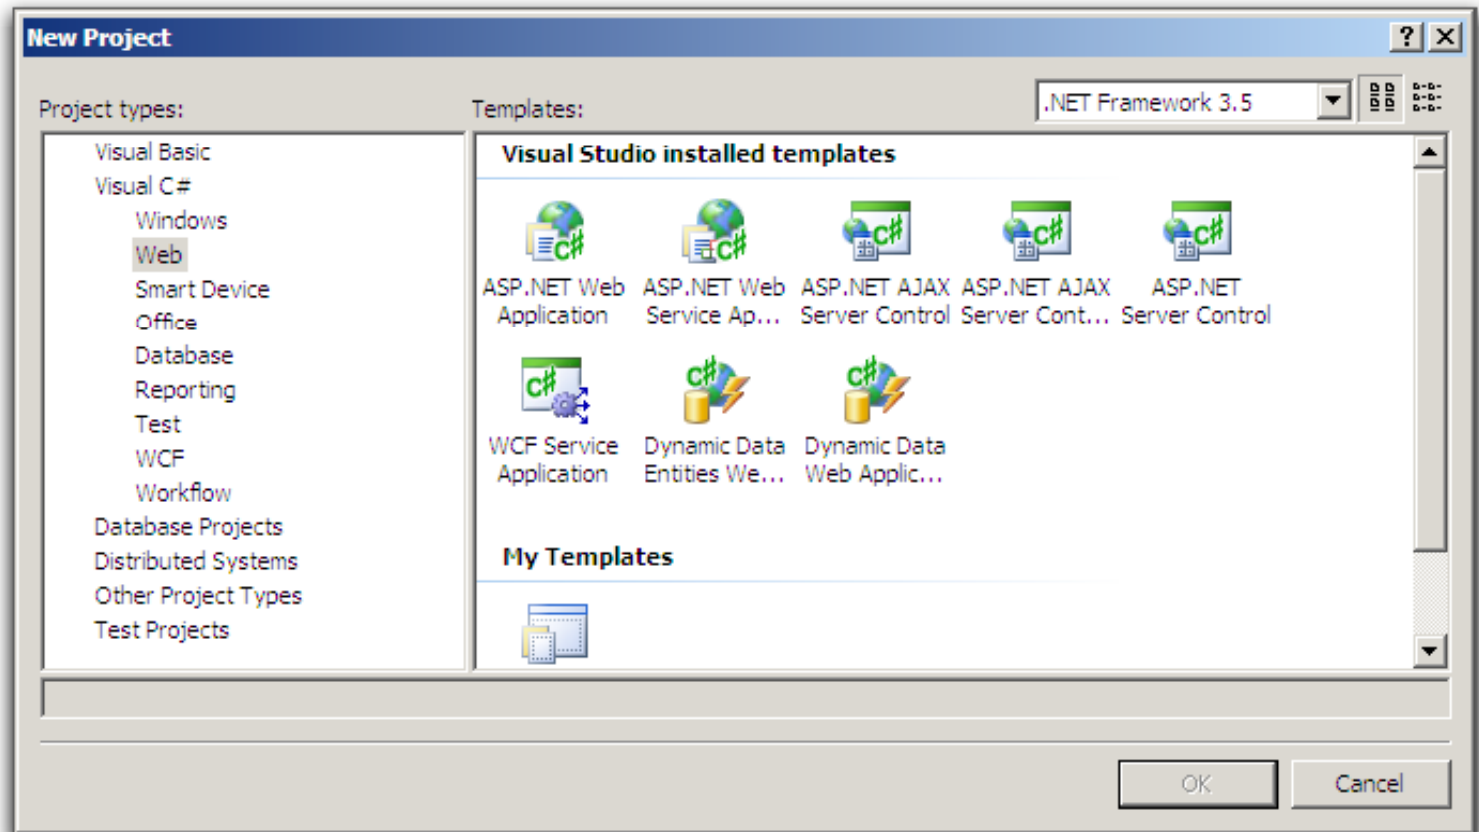 New Project
Project types:
Templates:
.NET Framework 3.5
Visual Basic
Visual C#
Windows
Web
Smart Device
Office
Database
Reporting
Test
WCF
Workflow
Database Projects
Distributed Systems
Other Project Types
Test Projects
Visual Studio installed templates
ASP.NET Web
Application
ASP.NET Web
Service Ap...
ASP.NET AJAX
Server Control
ASP.NET AJAX
Server Cont...
ASP.NET
Server Control
WCF Service
Application
Dynamic Data
Entities We...
Dynamic Data
Web Applic...
My Templates
OK
Cancel